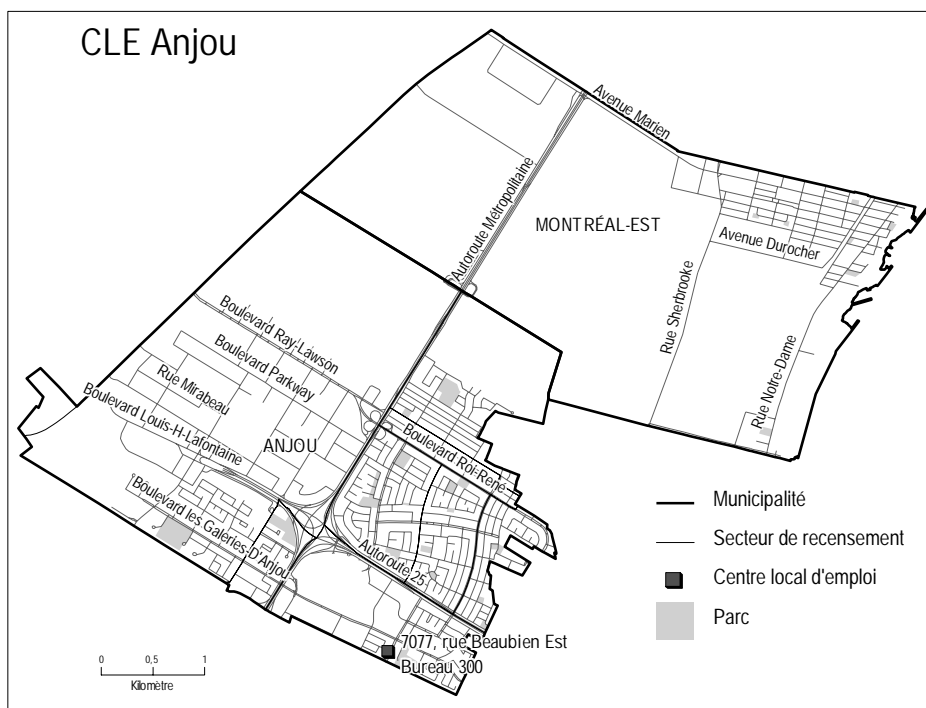 CLE Anjou
Avenue Marien
Autoroute Métropolitaine
MONTRÉAL-EST
Avenue Durocher
Rue Sherbrooke
Rue Notre-Dame
Boulevard Ray-Lawson
Boulevard Parkway
Rue Mirabeau
Boulevard Louis-H-Lafontaine
ANJOU
Boulevard Roi-René
Boulevard les Galeries-D'Anjou
Autoroute 25
7077, rue Beaubien Est
Bureau 300
Municipalité
Secteur de recensement
Centre local d'emploi
Parc
0 0,5 1
Kilomètre